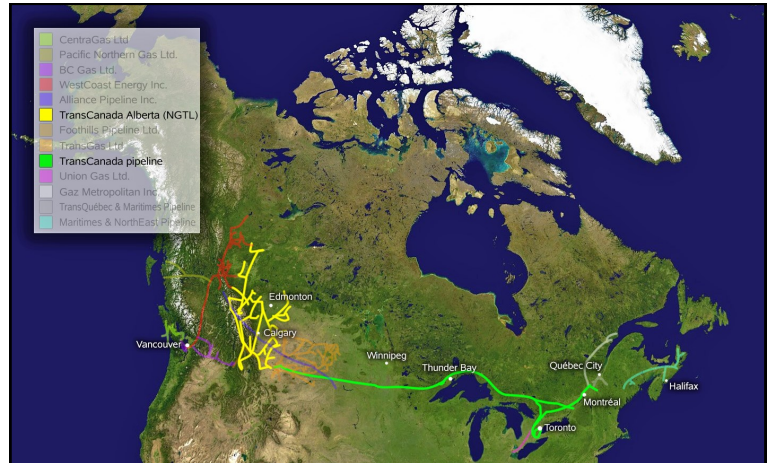 CentraGas Ltd
Pacific Northern Gas Ltd.
BC Gas Ltd.
WestCoast Energy Inc.
Alliance Pipeline Inc.
TransCanada Alberta (NGTL)
Foothills Pipeline Ltd.
TransGas Ltd
TransCanada pipeline
Union Gas Ltd.
Gaz Metropolitan Inc.
TransQuébec & Maritimes Pipeline
Maritimes & NorthEast Pipeline
Edmonton
Calgary
Vancouver
Winnipeg
Thunder Bay
Québec City
Halifax
Montréal
Toronto